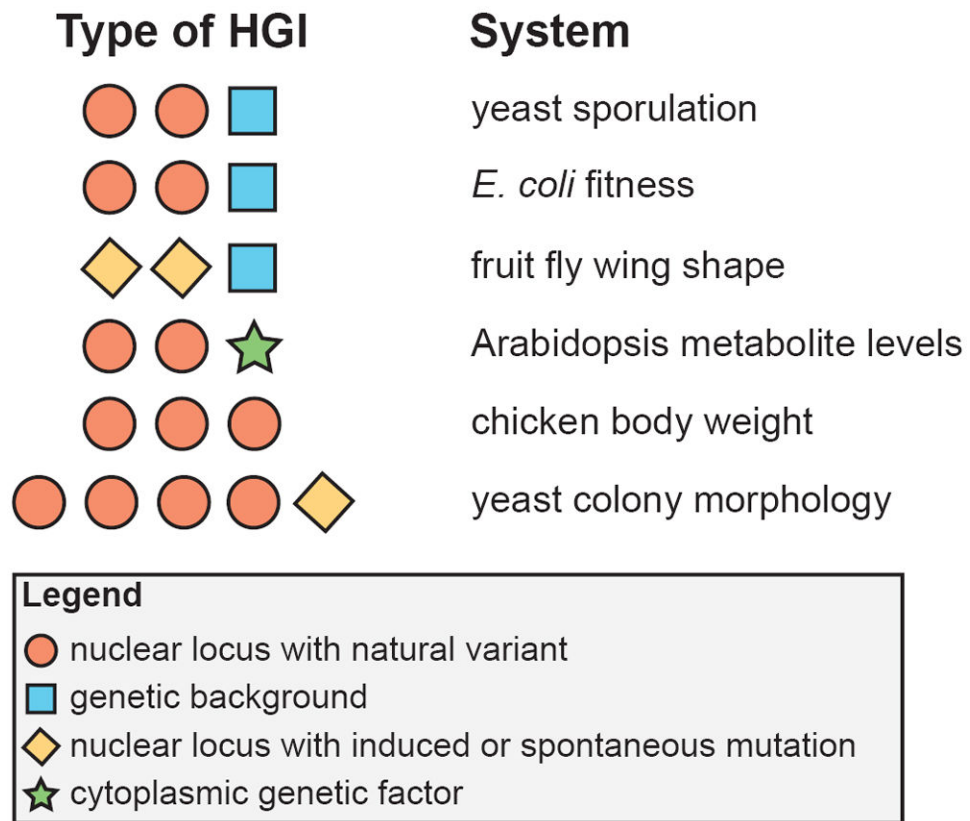 Type of HGI System
yeast sporulation
E. coli fitness
fruit fly wing shape
Arabidopsis metabolite levels
chicken body weight
yeast colony morphology
Legend
nuclear locus with natural variant
genetic background
nuclear locus with induced or spontaneous mutation
cytoplasmic genetic factor